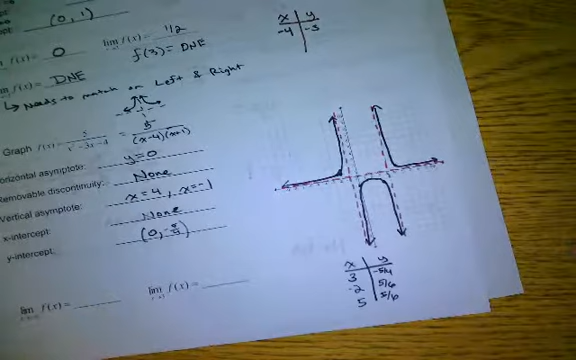 (0, 1)
x y
-4 -5
f(x) = 0 lim f(x) = 1/2
f(3) = DNE
f(x) = DNE
↳ Needs to match on Left & Right
Graph f(x) = 5 = 5
(x-4)(x+1)
orizontal asymptote: y=0
Removable discontinuity: None
Vertical asymptote: x=4, x=-1
x-intercept: None
y-intercept: (0, -5/4)
x y
3 -5/4
-2 5/6
5 5/6
lim f(x) = lim f(x) =